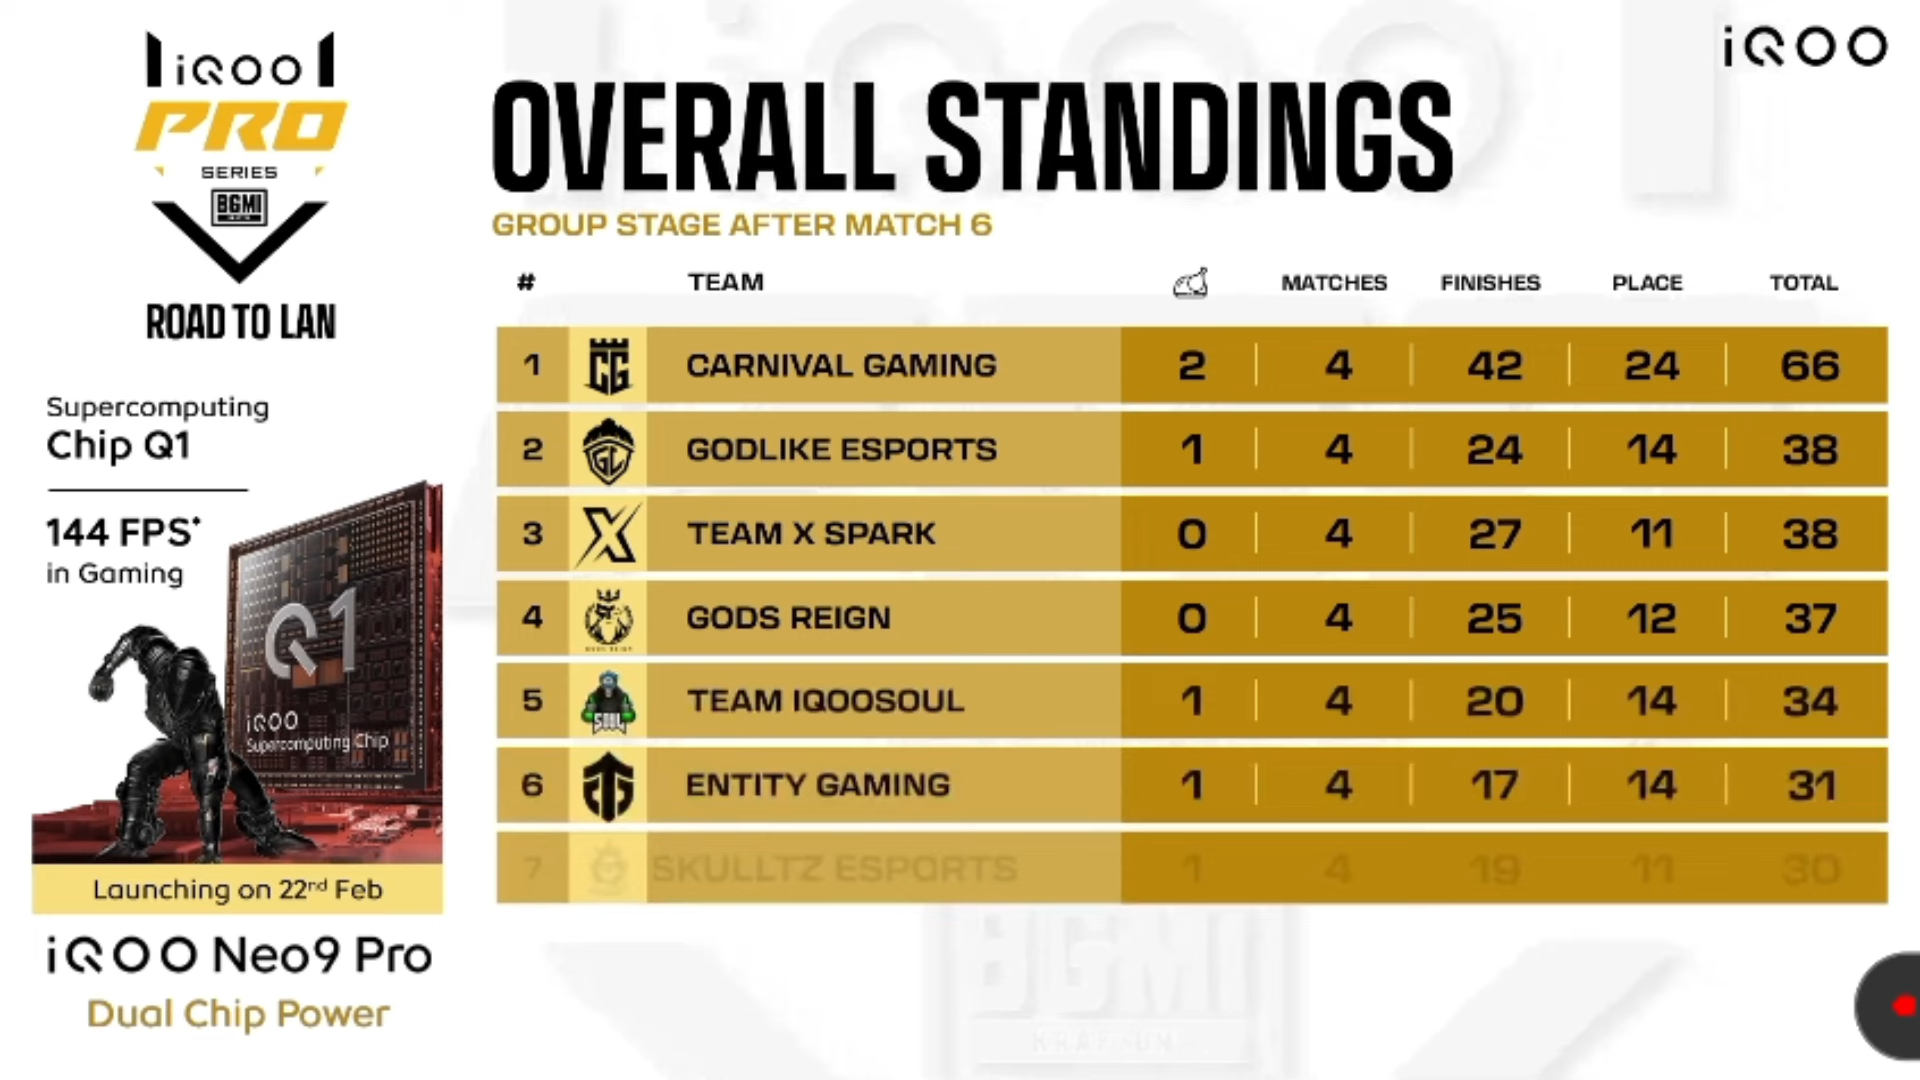 iQOO
PRO
SERIES
BGMI
ROAD TO LAN
Supercomputing
Chip Q1
144 FPS*
in Gaming
Q1
iQOO
Supercomputing Chip
Launching on 22nd Feb
iQOO Neo9 Pro
Dual Chip Power
iQOO
OVERALL STANDINGS
GROUP STAGE AFTER MATCH 6
# TEAM MATCHES FINISHES PLACE TOTAL
1 CG CARNIVAL GAMING 2 4 42 24 66
2 GL GODLIKE ESPORTS 1 4 24 14 38
3 X TEAM X SPARK 0 4 27 11 38
4 GODS REIGN 0 4 25 12 37
5 SOUL TEAM IQOOSOUL 1 4 20 14 34
6 ENTITY GAMING 1 4 17 14 31
7 SKULLTZ ESPORTS 1 4 19 11 30
BGMI
KRAFTON